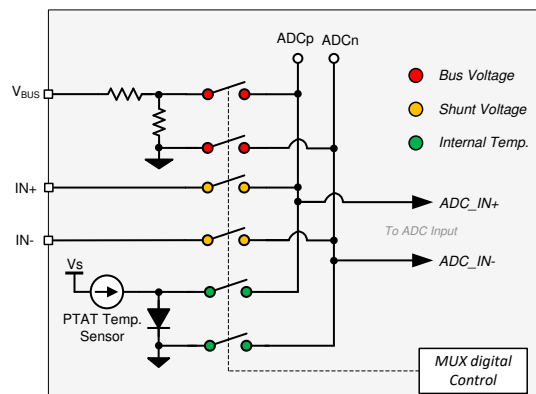 ADCp ADCn
VBUS
Bus Voltage
Shunt Voltage
Internal Temp.
IN+
ADC_IN+
To ADC Input
IN-
ADC_IN-
Vs
PTAT Temp.
Sensor
MUX digital
Control